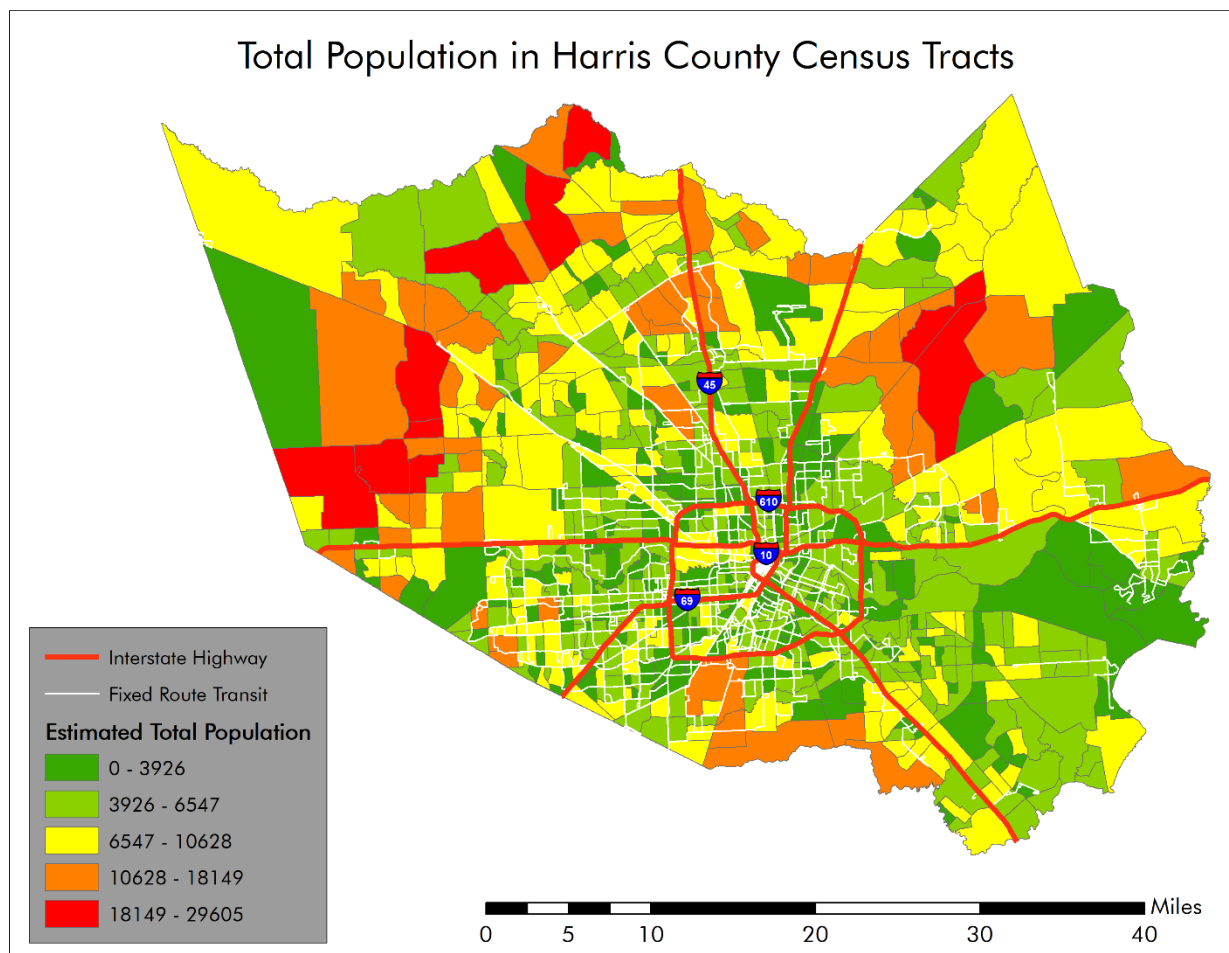 Total Population in Harris County Census Tracts
45
610
10
69
Interstate Highway
Fixed Route Transit
Estimated Total Population
0 - 3926
3926 - 6547
6547 - 10628
10628 - 18149
18149 - 29605
Miles
0 5 10 20 30 40